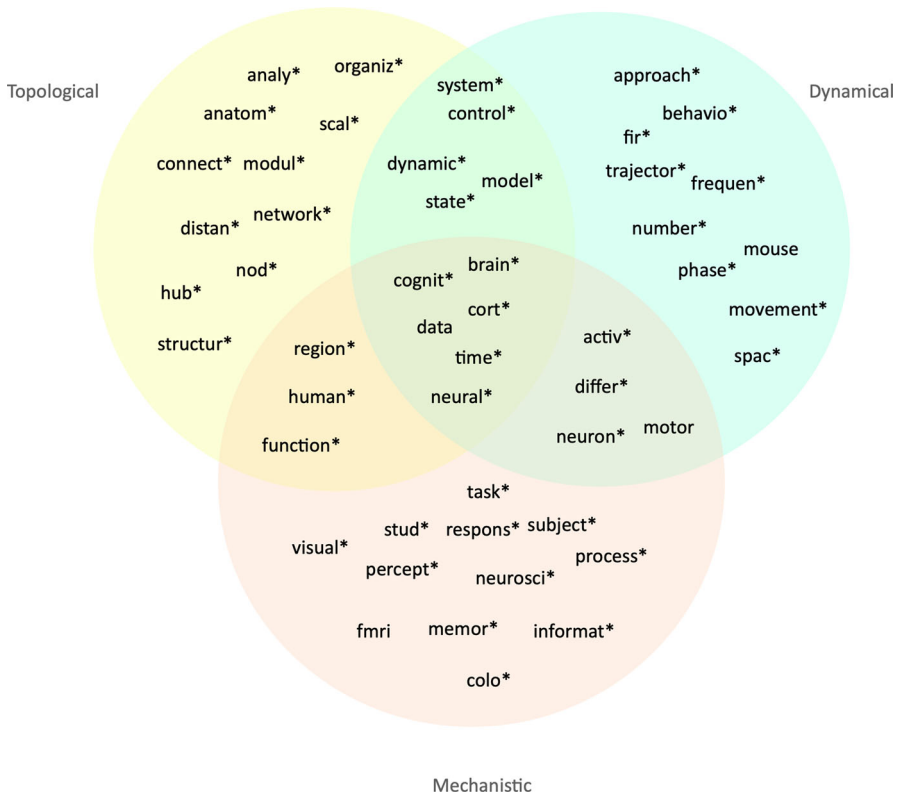 Topological
Dynamical
analy*
organiz*
anatom*
scal*
connect*
modul*
distan*
network*
nod*
hub*
structur*
system*
control*
dynamic*
model*
state*
approach*
behavio*
fir*
trajector*
frequen*
number*
mouse
phase*
movement*
spac*
brain*
cognit*
cort*
data
time*
neural*
region*
human*
function*
activ*
differ*
neuron*
motor
task*
stud*
respons*
subject*
visual*
process*
percept*
neurosci*
fmri
memor*
informat*
colo*
Mechanistic